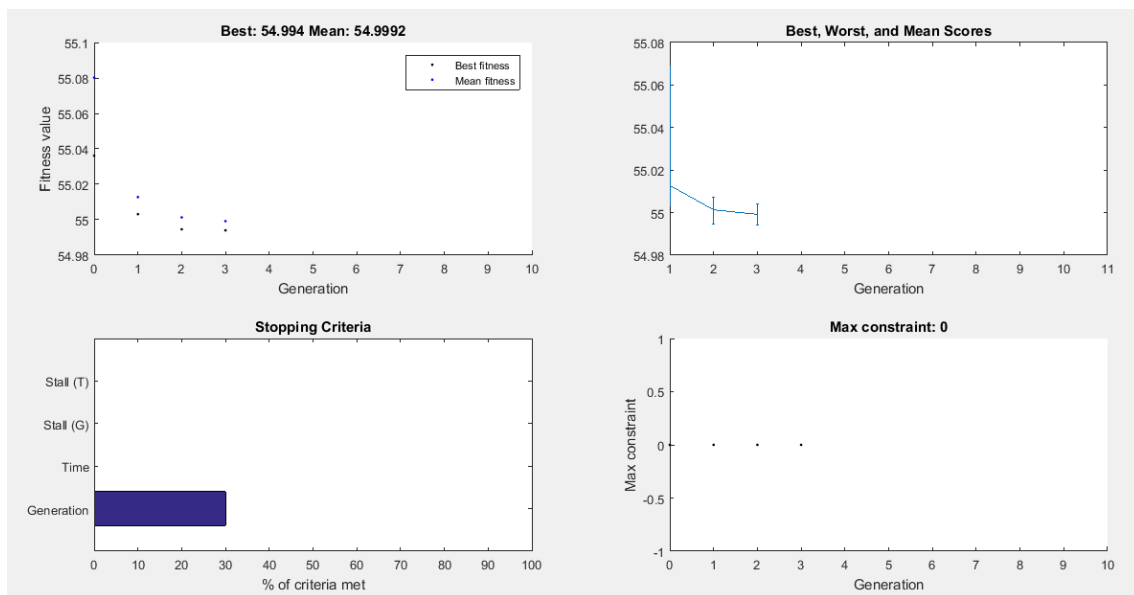 Best: 54.994 Mean: 54.9992
55.1
55.08
55.06
55.04
55.02
55
54.98
Fitness value
Best fitness
Mean fitness
0 1 2 3 4 5 6 7 8 9 10
Generation
Best, Worst, and Mean Scores
55.08
55.06
55.04
55.02
55
54.98
1 2 3 4 5 6 7 8 9 10 11
Generation
Stopping Criteria
Stall (T)
Stall (G)
Time
Generation
0 10 20 30 40 50 60 70 80 90 100
% of criteria met
Max constraint: 0
1
0.5
0
-0.5
-1
Max constraint
0 1 2 3 4 5 6 7 8 9 10
Generation